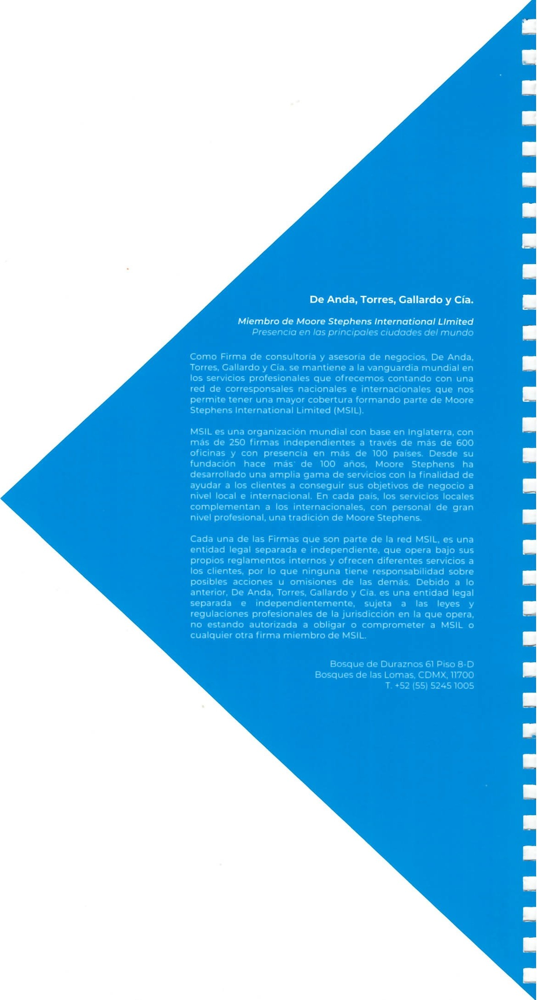 De Anda, Torres, Gallardo y Cía.
Miembro de Moore Stephens International LImited
Presencia en las principales ciudades del mundo
Como Firma de consultoría y asesoría de negocios, De Anda,
Torres, Gallardo y Cía. se mantiene a la vanguardia mundial en
los servicios profesionales que ofrecemos contando con una
red de corresponsales nacionales e internacionales que nos
permite tener una mayor cobertura formando parte de Moore
Stephens International Limited (MSIL).
MSIL es una organización mundial con base en Inglaterra, con
más de 250 firmas independientes a través de más de 600
oficinas y con presencia en más de 100 países. Desde su
fundación hace más de 100 años, Moore Stephens ha
desarrollado una amplia gama de servicios con la finalidad de
ayudar a los clientes a conseguir sus objetivos de negocio a
nivel local e internacional. En cada país, los servicios locales
complementan a los internacionales, con personal de gran
nivel profesional, una tradición de Moore Stephens.
Cada una de las Firmas que son parte de la red MSIL, es una
entidad legal separada e independiente, que opera bajo sus
propios reglamentos internos y ofrecen diferentes servicios a
los clientes, por lo que ninguna tiene responsabilidad sobre
posibles acciones u omisiones de las demás. Debido a lo
anterior, De Anda, Torres, Gallardo y Cía. es una entidad legal
separada e independientemente, sujeta a las leyes y
regulaciones profesionales de la jurisdicción en la que opera,
no estando autorizada a obligar o comprometer a MSIL o
cualquier otra firma miembro de MSIL.
Bosque de Duraznos 61 Piso 8-D
Bosques de las Lomas, CDMX, 11700
T. +52 (55) 5245 1005